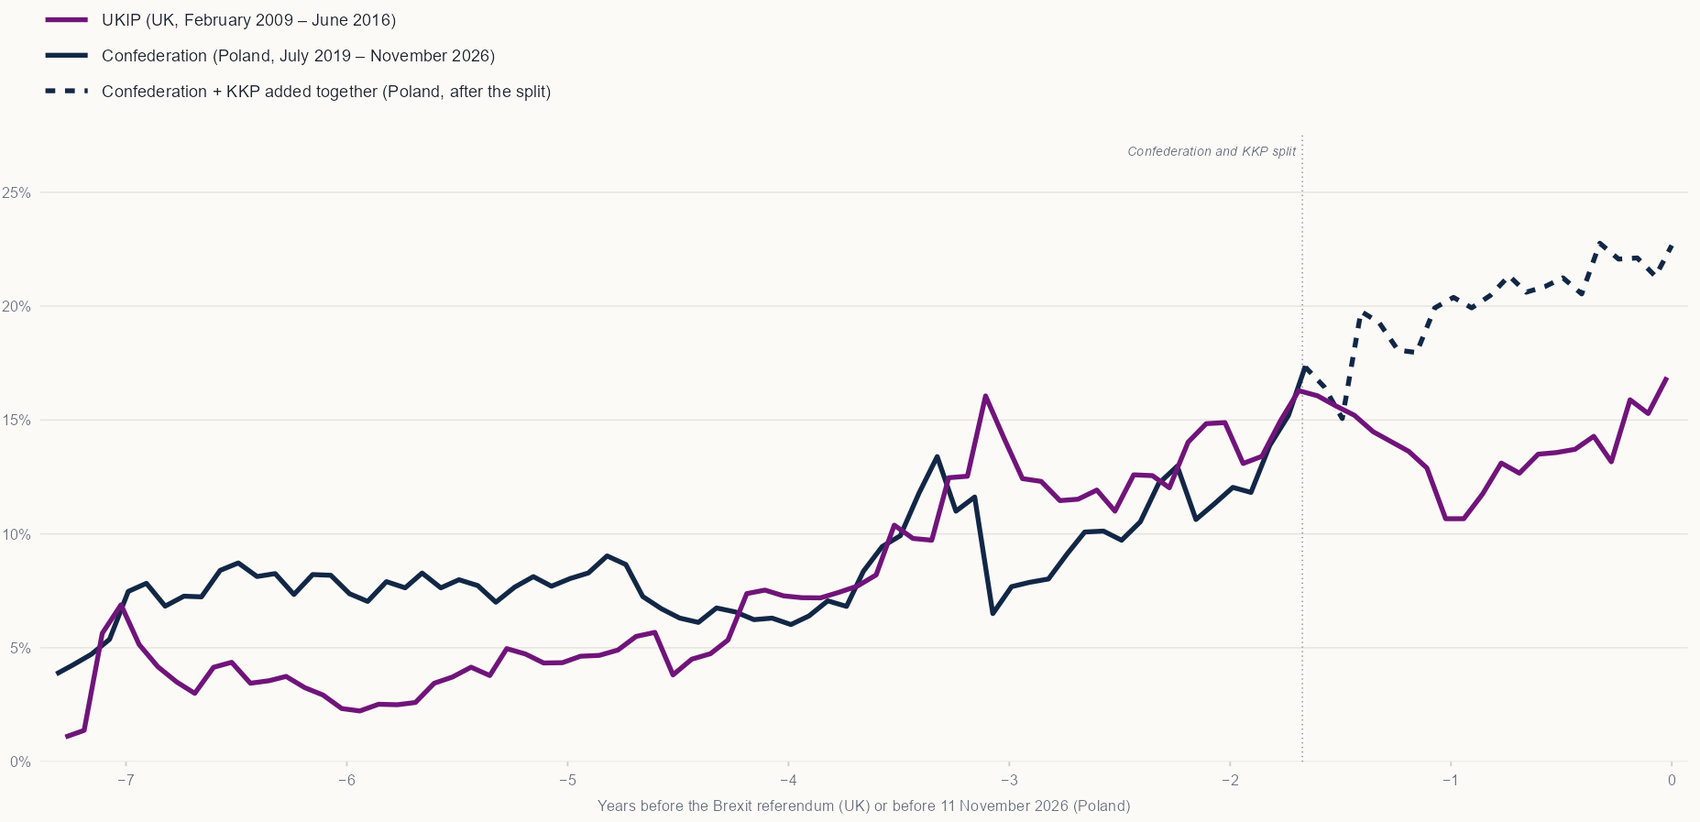 UKIP (UK, February 2009 – June 2016)
Confederation (Poland, July 2019 – November 2026)
Confederation + KKP added together (Poland, after the split)
Confederation and KKP split
25%
20%
15%
10%
5%
0%
−7 −6 −5 −4 −3 −2 −1 0
Years before the Brexit referendum (UK) or before 11 November 2026 (Poland)